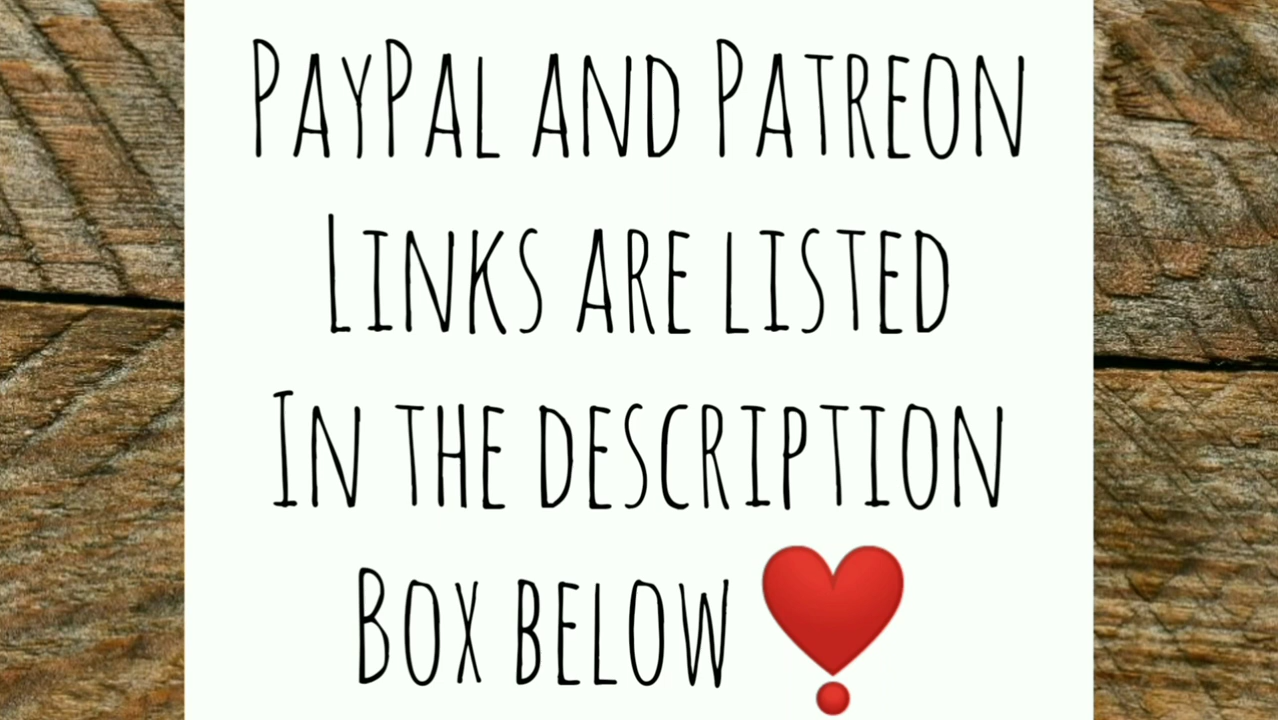 PayPal and Patreon
Links are listed
In the description
Box below ❣